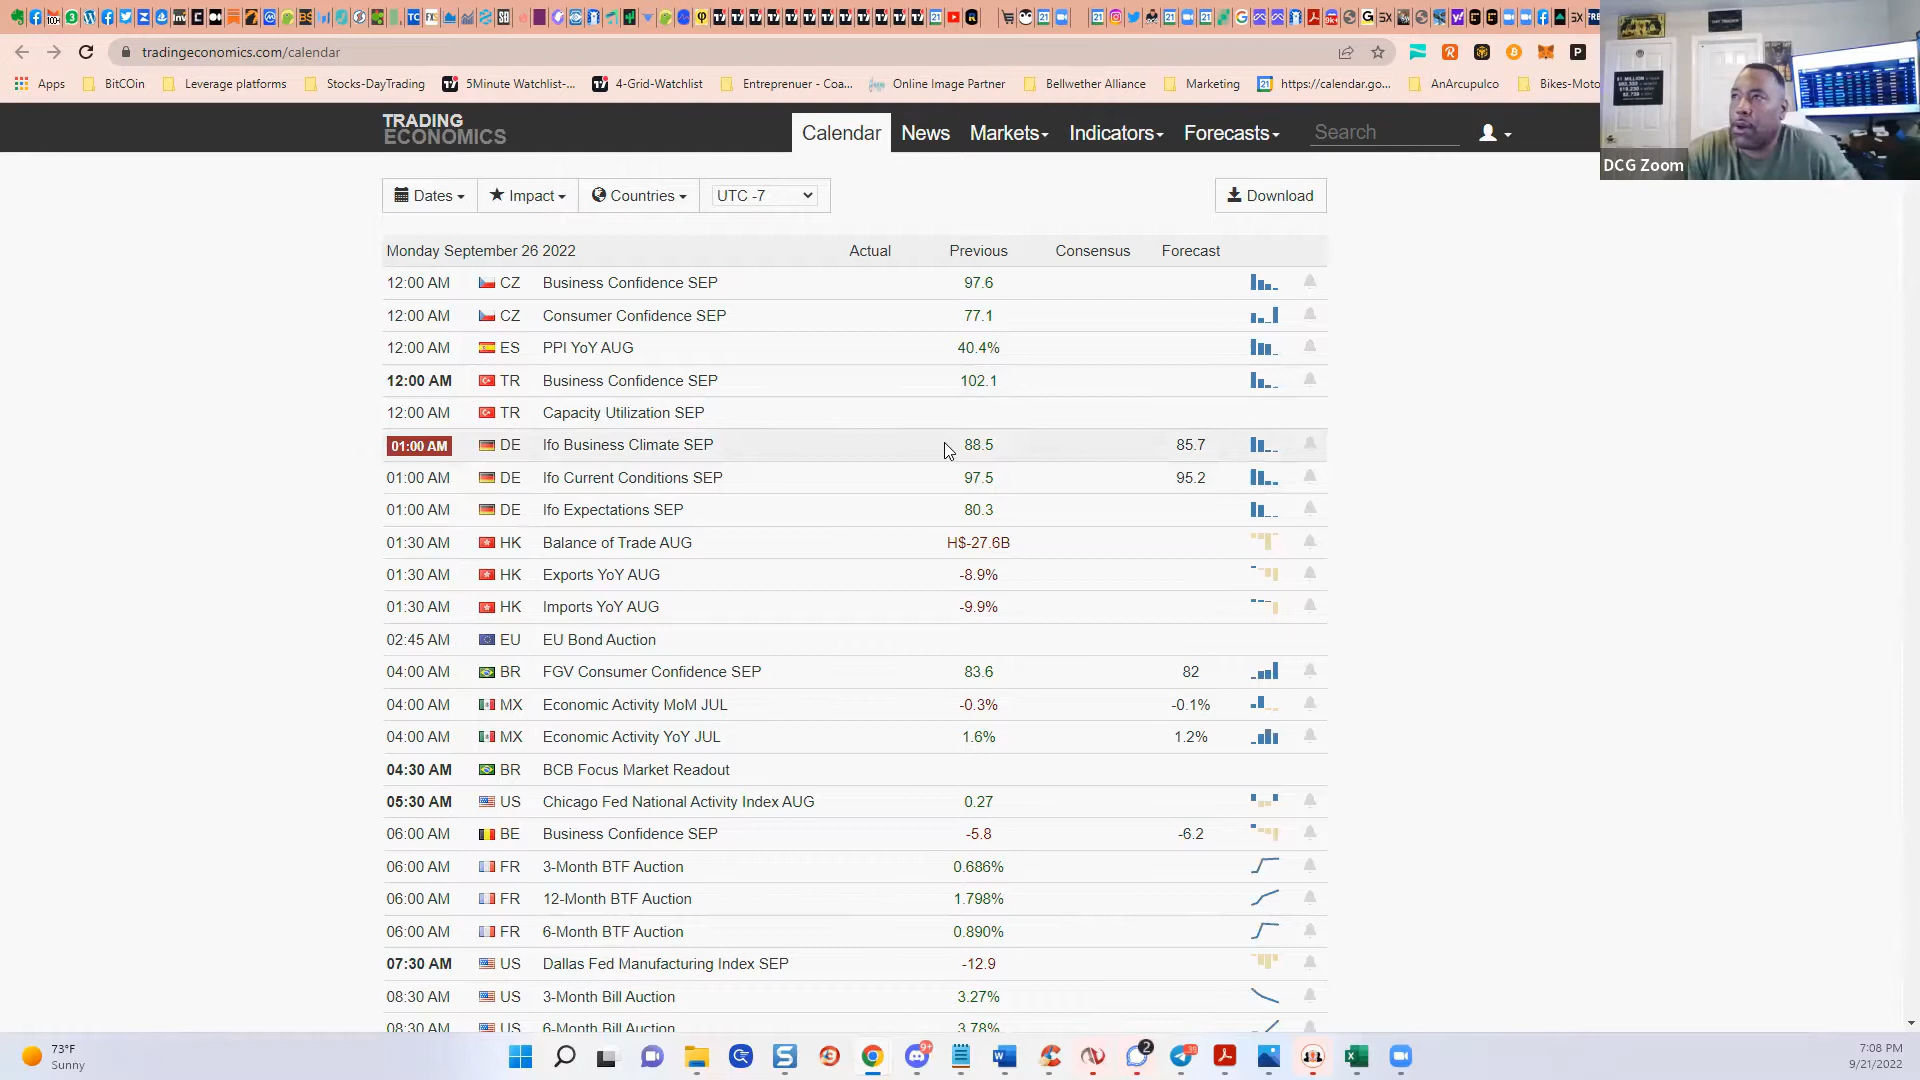 tradingeconomics.com/calendar
Apps BitCOin Leverage platforms Stocks-DayTrading 5Minute Watchlist-... 4-Grid-Watchlist Entreprenuer - Coa... Online Image Partner Bellwether Alliance Marketing https://calendar.go... AnArcupulco Bikes-Moto
TRADING
ECONOMICS
Calendar News Markets Indicators Forecasts Search
DCG Zoom
Dates Impact Countries UTC -7 Download
Monday September 26 2022 Actual Previous Consensus Forecast
12:00 AM CZ Business Confidence SEP 97.6
12:00 AM CZ Consumer Confidence SEP 77.1
12:00 AM ES PPI YoY AUG 40.4%
12:00 AM TR Business Confidence SEP 102.1
12:00 AM TR Capacity Utilization SEP
01:00 AM DE Ifo Business Climate SEP 88.5 85.7
01:00 AM DE Ifo Current Conditions SEP 97.5 95.2
01:00 AM DE Ifo Expectations SEP 80.3
01:30 AM HK Balance of Trade AUG H$-27.6B
01:30 AM HK Exports YoY AUG -8.9%
01:30 AM HK Imports YoY AUG -9.9%
02:45 AM EU EU Bond Auction
04:00 AM BR FGV Consumer Confidence SEP 83.6 82
04:00 AM MX Economic Activity MoM JUL -0.3% -0.1%
04:00 AM MX Economic Activity YoY JUL 1.6% 1.2%
04:30 AM BR BCB Focus Market Readout
05:30 AM US Chicago Fed National Activity Index AUG 0.27
06:00 AM BE Business Confidence SEP -5.8 -6.2
06:00 AM FR 3-Month BTF Auction 0.686%
06:00 AM FR 12-Month BTF Auction 1.798%
06:00 AM FR 6-Month BTF Auction 0.890%
07:30 AM US Dallas Fed Manufacturing Index SEP -12.9
08:30 AM US 3-Month Bill Auction 3.27%
08:30 AM US 6-Month Bill Auction 3.78%
73°F
Sunny
7:08 PM
9/21/2022